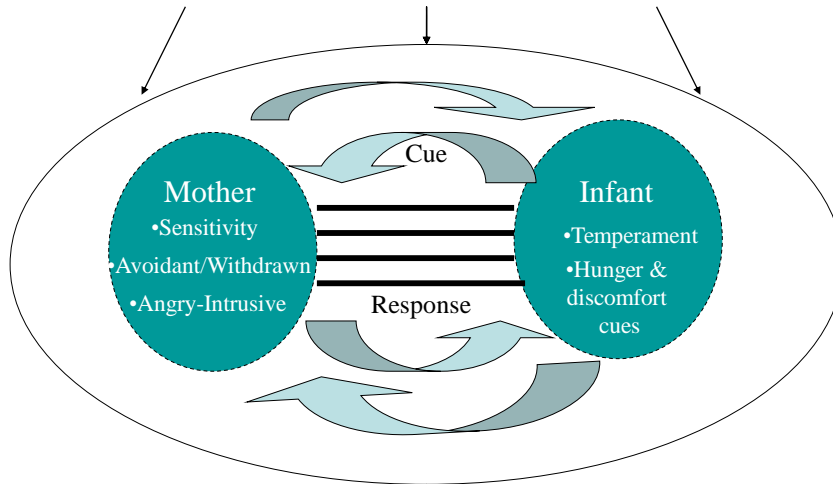 Cue
Mother
•Sensitivity
•Avoidant/Withdrawn
•Angry-Intrusive
Infant
•Temperament
•Hunger &
discomfort
cues
Response